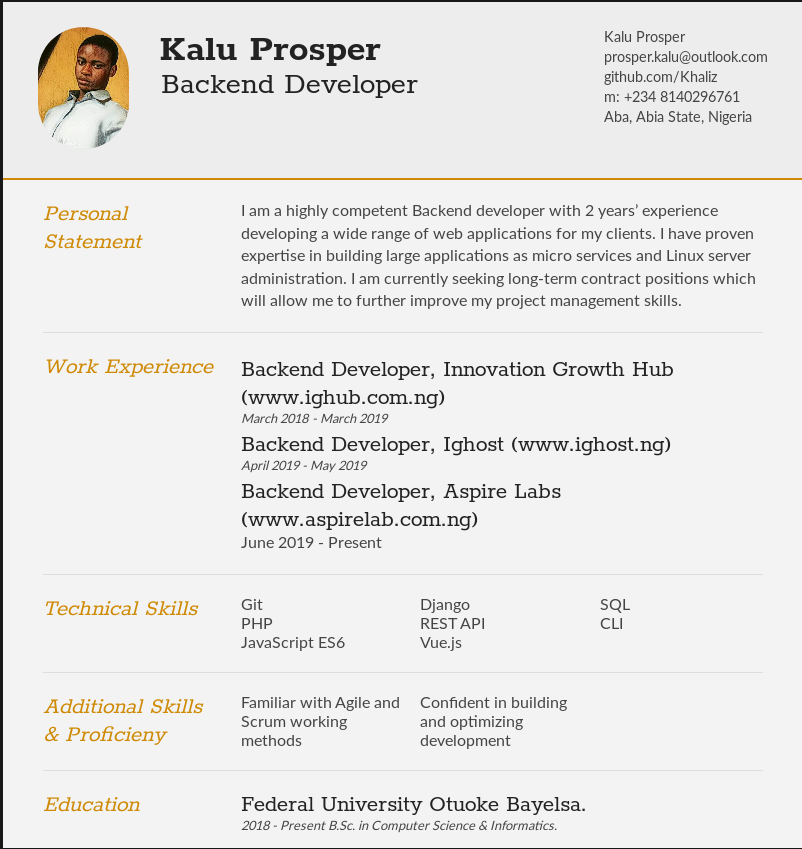 Kalu Prosper
Backend Developer
Kalu Prosper
prosper.kalu@outlook.com
github.com/Khaliz
m: +234 8140296761
Aba, Abia State, Nigeria
Personal
Statement
I am a highly competent Backend developer with 2 years’ experience
developing a wide range of web applications for my clients. I have proven
expertise in building large applications as micro services and Linux server
administration. I am currently seeking long-term contract positions which
will allow me to further improve my project management skills.
Work Experience
Backend Developer, Innovation Growth Hub
(www.ighub.com.ng)
March 2018 - March 2019
Backend Developer, Ighost (www.ighost.ng)
April 2019 - May 2019
Backend Developer, Aspire Labs
(www.aspirelab.com.ng)
June 2019 - Present
Technical Skills
Git
PHP
JavaScript ES6
Django
REST API
Vue.js
SQL
CLI
Additional Skills
& Proficieny
Familiar with Agile and
Scrum working
methods
Confident in building
and optimizing
development
Education
Federal University Otuoke Bayelsa.
2018 - Present B.Sc. in Computer Science & Informatics.